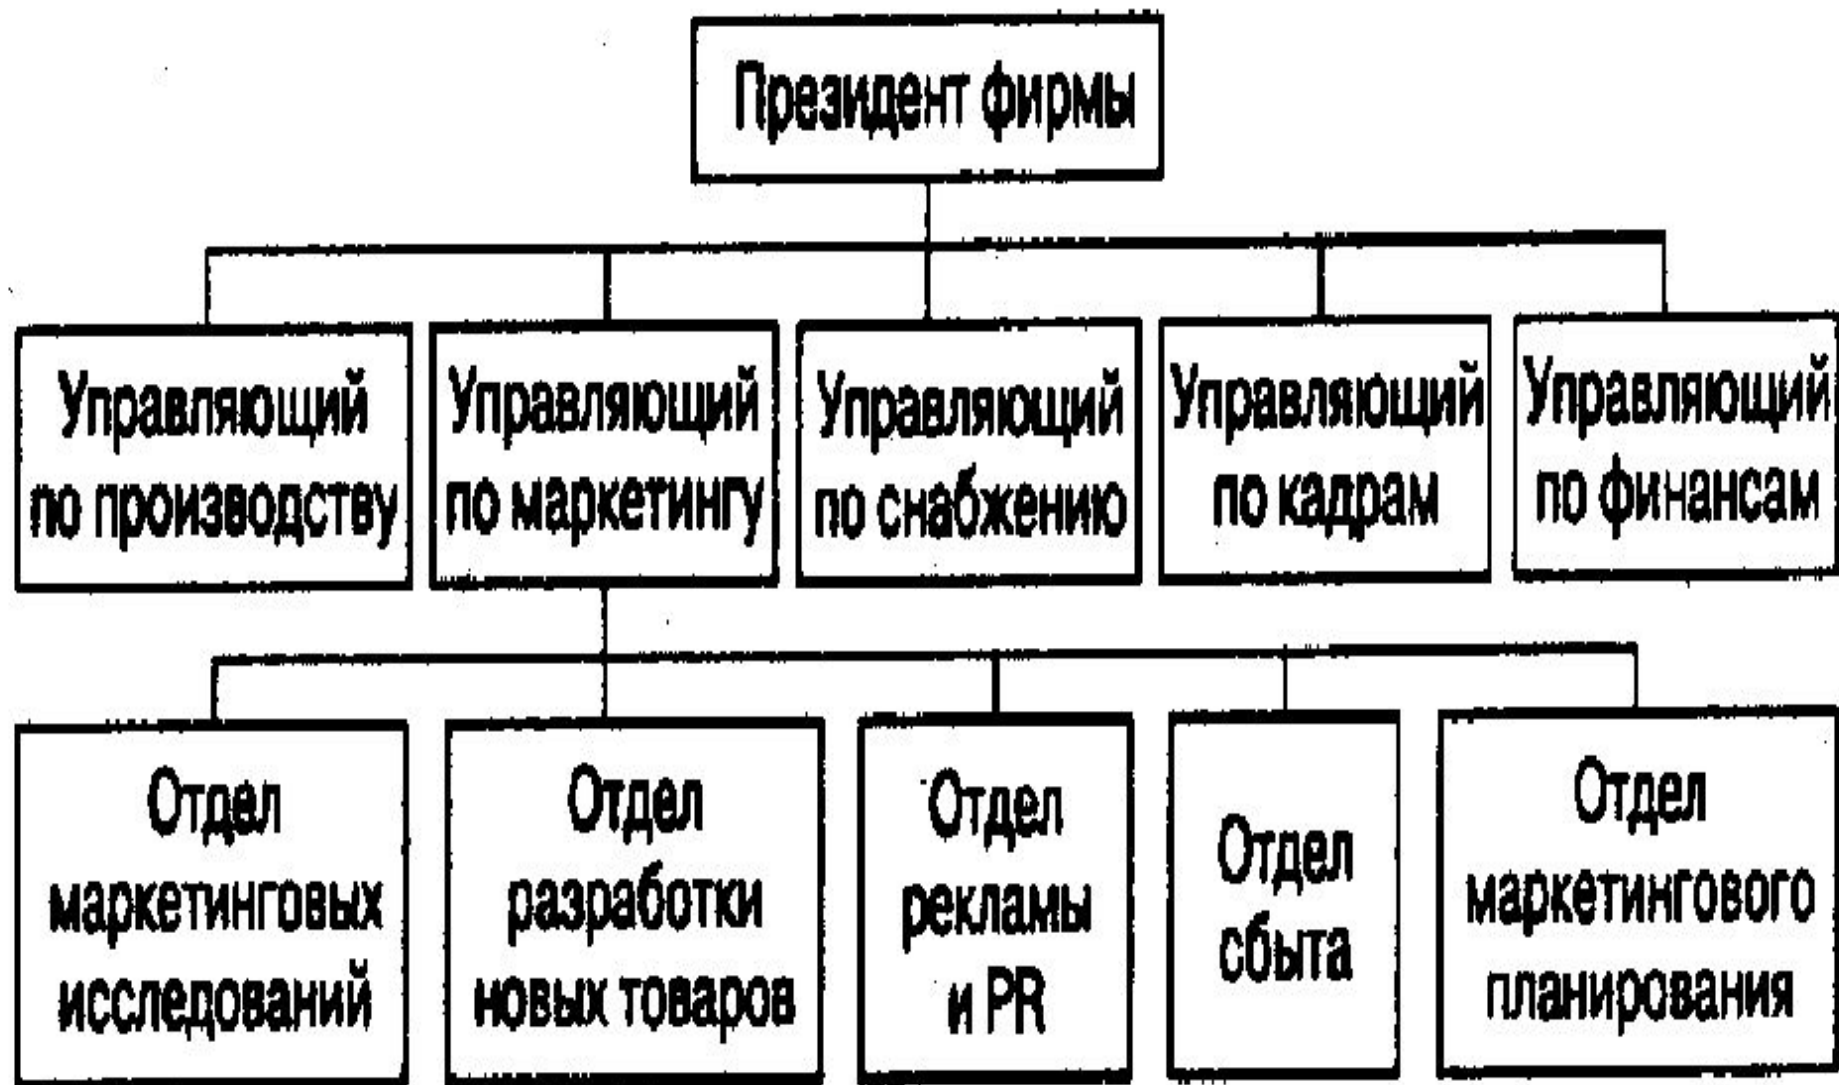 Президент фирмы
Управляющий
по производству
Управляющий
по маркетингу
Управляющий
по снабжению
Управляющий
по кадрам
Управляющий
по финансам
Отдел
маркетинговых
исследований
Отдел
разработки
новых товаров
Отдел
рекламы
и PR
Отдел
сбыта
Отдел
маркетингового
планирования